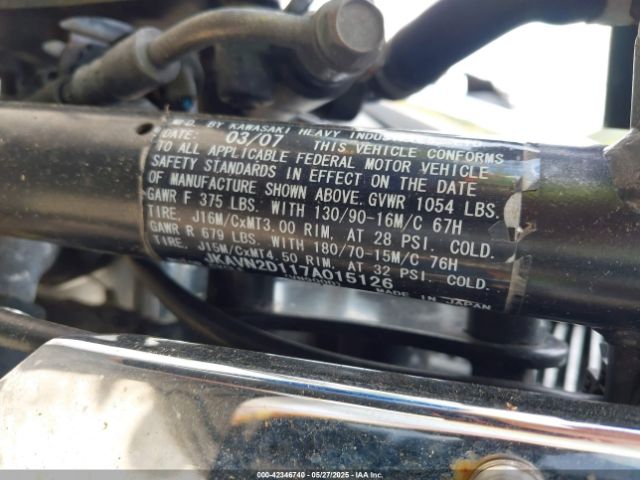 MFD. BY KAWASAKI HEAVY
DATE: 03/07 THIS VEHICLE CONFORMS
TO ALL APPLICABLE FEDERAL MOTOR VEHICLE
SAFETY STANDARDS IN EFFECT ON THE DATE
OF MANUFACTURE SHOWN ABOVE. GVWR 1054 LBS.
GAWR F 375 LBS. WITH 130/90-16M/C 67H
TIRE, J16M/CxMT3.00 RIM, AT 28 PSI. COLD.
GAWR R 679 LBS. WITH 180/70-15M/C 76H
TIRE, J15M/CxMT4.50 RIM, AT 32 PSI. COLD.
JKAVN2D117A015126
MADE IN JAPAN
000-42346740 - 05/27/2025 - IAAI.COM